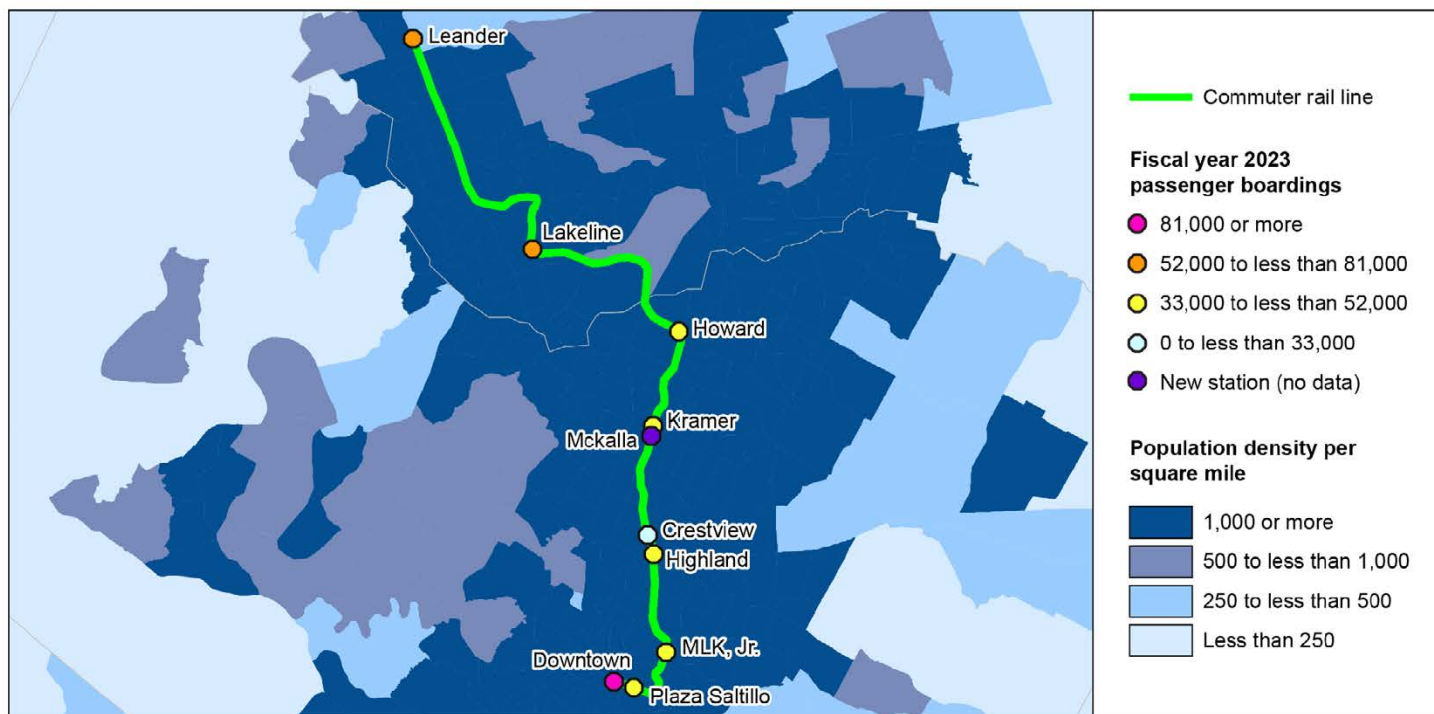 Leander
Lakeline
Howard
Kramer
Mckalla
Crestview
Highland
MLK, Jr.
Downtown
Plaza Saltillo
Commuter rail line
Fiscal year 2023
passenger boardings
81,000 or more
52,000 to less than 81,000
33,000 to less than 52,000
0 to less than 33,000
New station (no data)
Population density per
square mile
1,000 or more
500 to less than 1,000
250 to less than 500
Less than 250